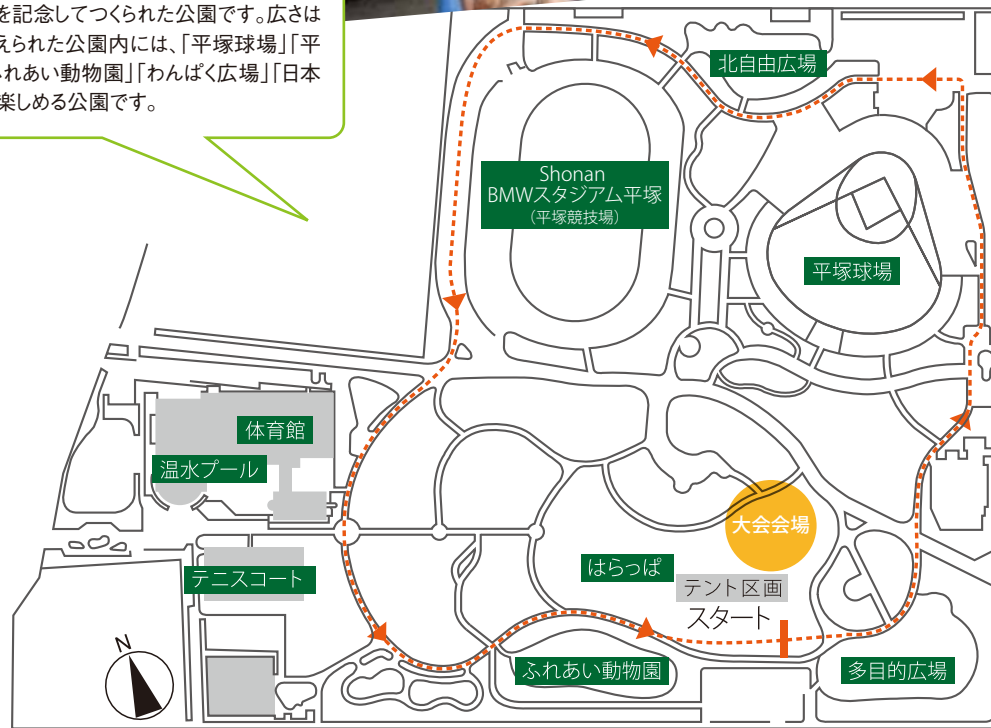 を記念してつくられた公園です。広さは
えられた公園内には、「平塚球場」「平
れあい動物園」「わんぱく広場」「日本
楽しめる公園です。
北自由広場
Shonan
BMWスタジアム平塚
（平塚競技場）
平塚球場
体育館
温水プール
大会会場
はらっぱ
テニスコート
テント区画
スタート
ふれあい動物園
多目的広場
N